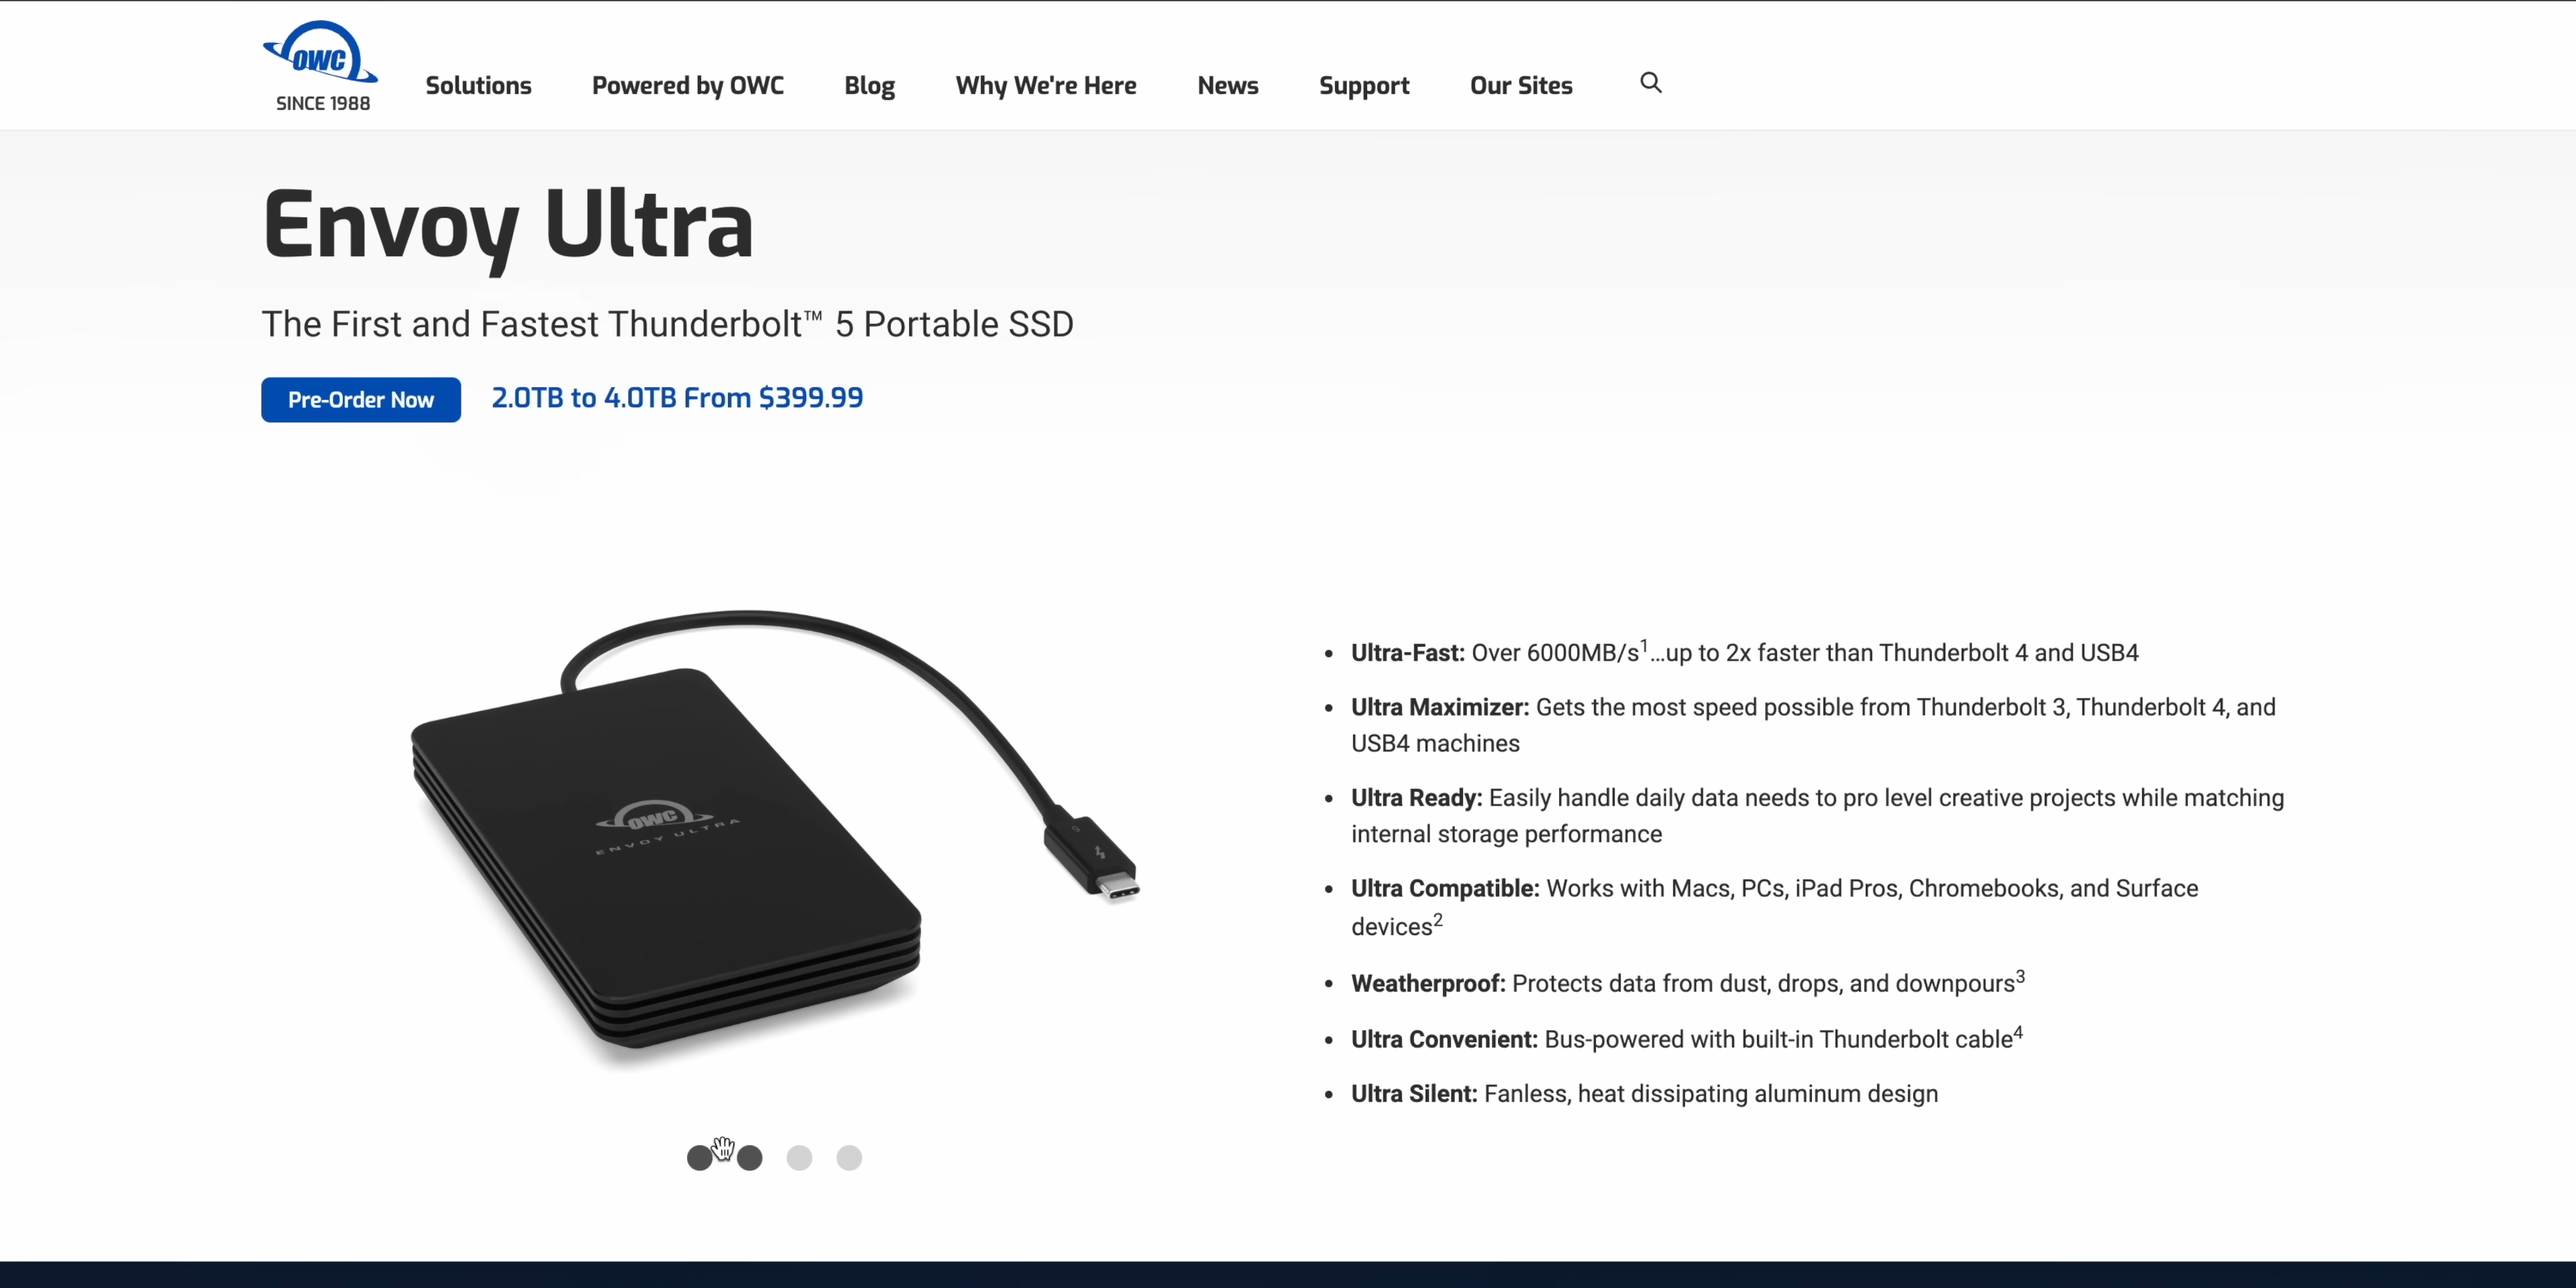 OWC
SINCE 1988
Solutions Powered by OWC Blog Why We're Here News Support Our Sites
Envoy Ultra
The First and Fastest Thunderbolt™ 5 Portable SSD
Pre-Order Now 2.0TB to 4.0TB From $399.99
OWC
ENVOY ULTRA
5
• Ultra-Fast: Over 6000MB/s¹...up to 2x faster than Thunderbolt 4 and USB4
• Ultra Maximizer: Gets the most speed possible from Thunderbolt 3, Thunderbolt 4, and
USB4 machines
• Ultra Ready: Easily handle daily data needs to pro level creative projects while matching
internal storage performance
• Ultra Compatible: Works with Macs, PCs, iPad Pros, Chromebooks, and Surface
devices²
• Weatherproof: Protects data from dust, drops, and downpours³
• Ultra Convenient: Bus-powered with built-in Thunderbolt cable⁴
• Ultra Silent: Fanless, heat dissipating aluminum design